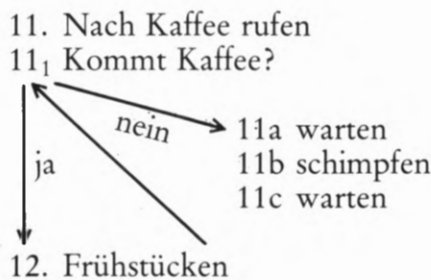 11. Nach Kaffee rufen
11₁ Kommt Kaffee?
nein
11a warten
ja
11b schimpfen
11c warten
12. Frühstücken